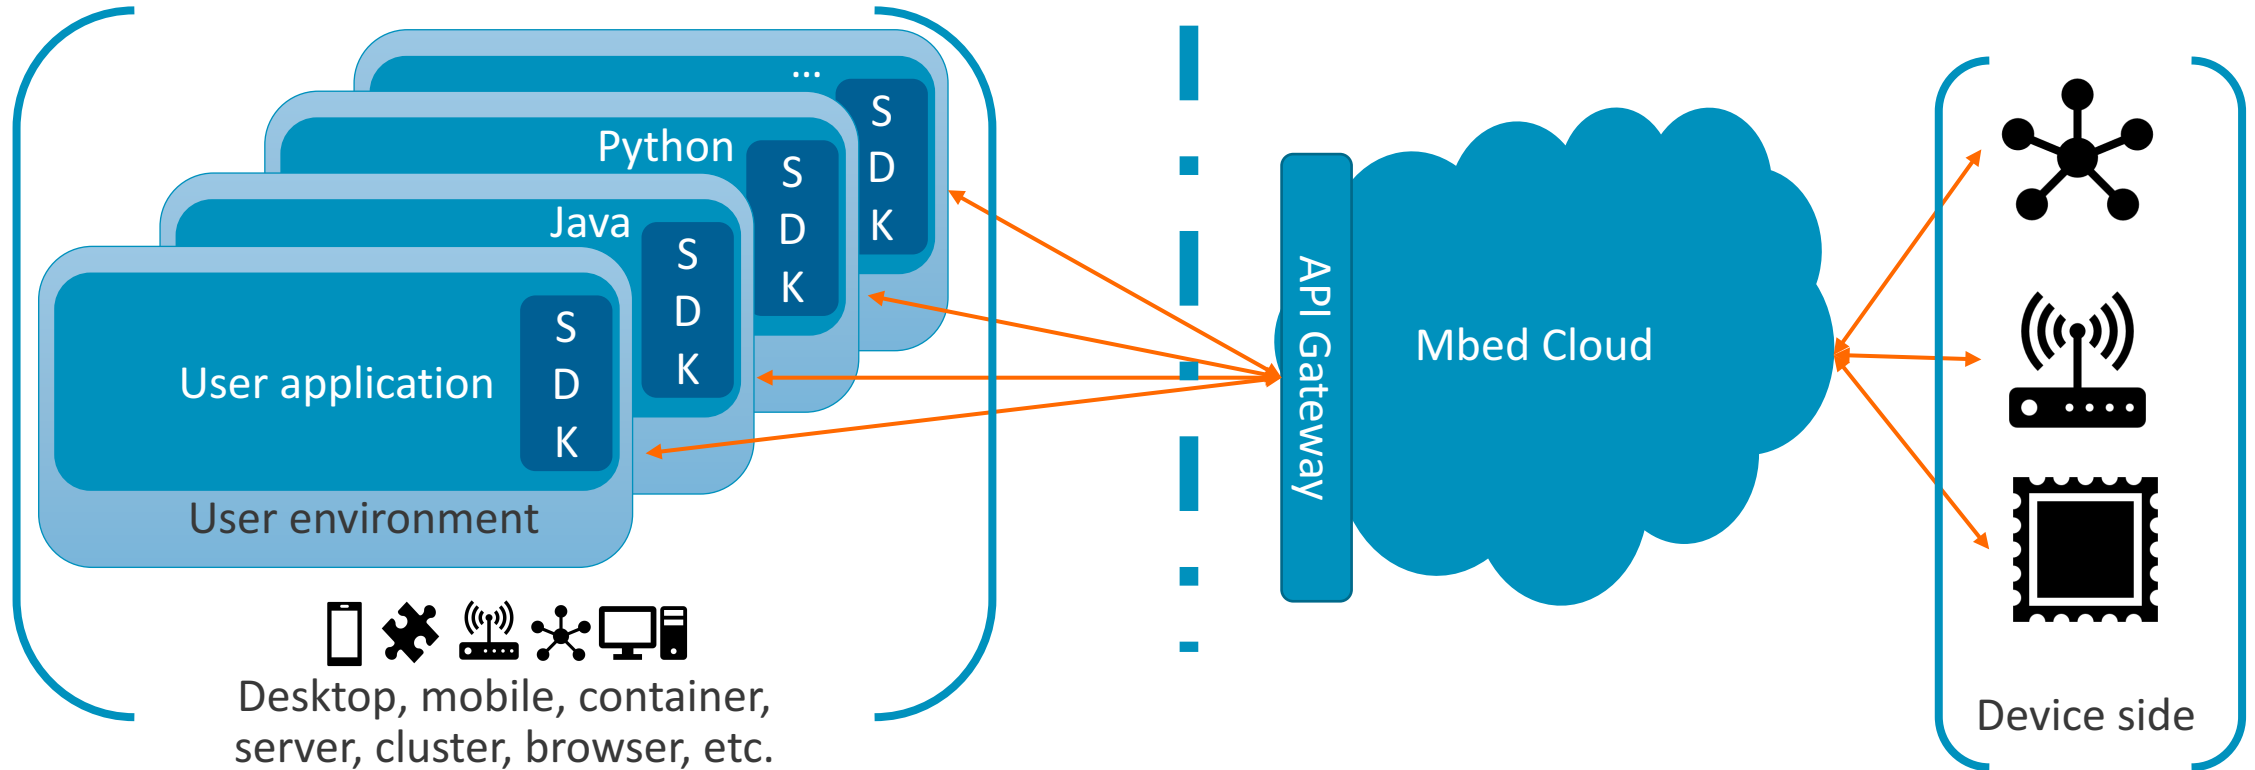 ...
S
D
K
Python
S
D
K
Java
S
D
K
User application
S
D
K
User environment
Desktop, mobile, container,
server, cluster, browser, etc.
API Gateway
Mbed Cloud
Device side